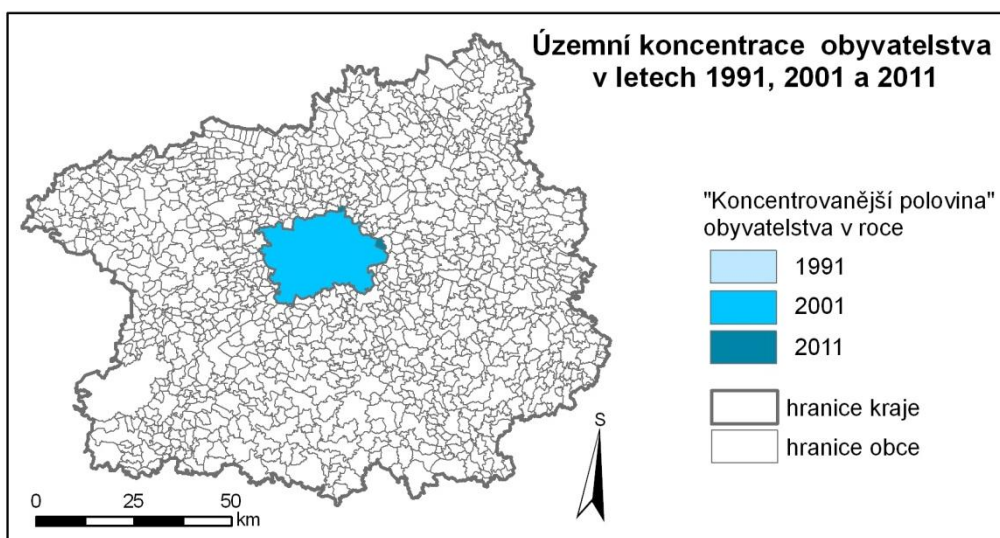 Územní koncentrace obyvatelstva
v letech 1991, 2001 a 2011
"Koncentrovanější polovina"
obyvatelstva v roce
1991
2001
2011
hranice kraje
hranice obce
S
0 25 50
km